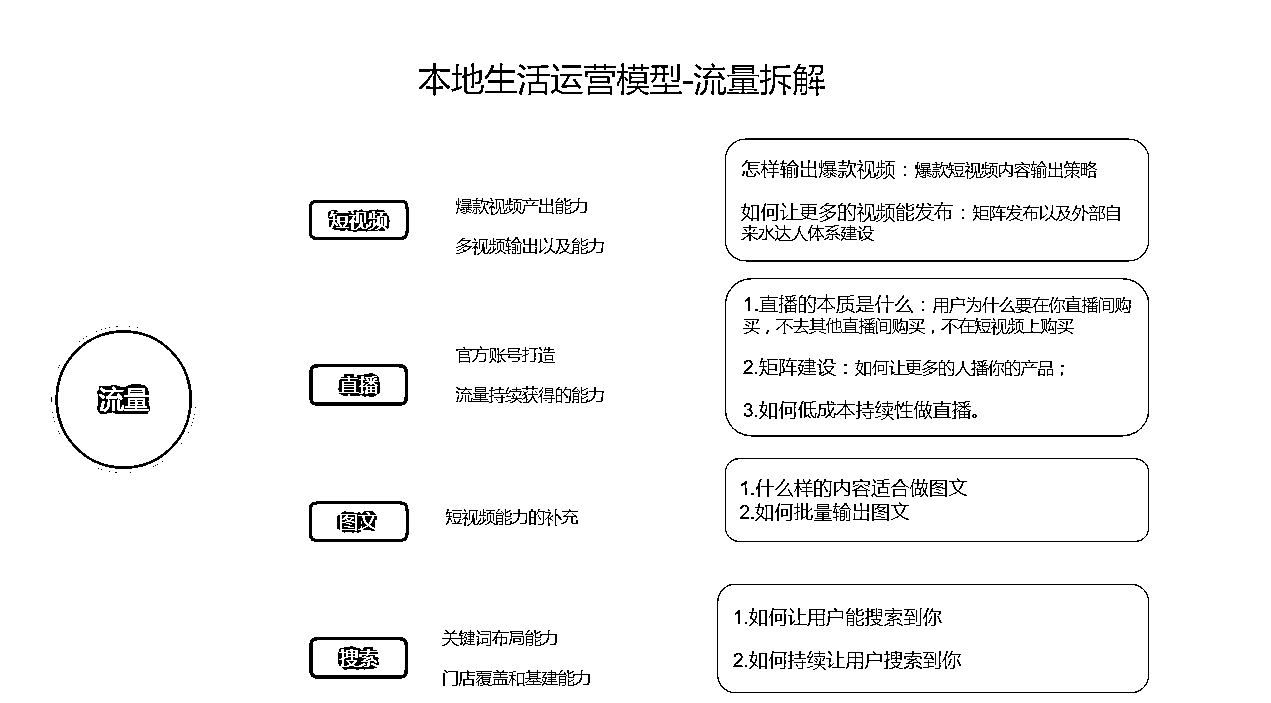 本地生活运营模型-流量拆解
流量
短视频
爆款视频产出能力
多视频输出以及能力
怎样输出爆款视频：爆款短视频内容输出策略
如何让更多的视频能发布：矩阵发布以及外部自
来水达人体系建设
直播
官方账号打造
流量持续获得的能力
1.直播的本质是什么：用户为什么要在你直播间购
买，不去其他直播间购买，不在短视频上购买
2.矩阵建设：如何让更多的人播你的产品；
3.如何低成本持续性做直播。
图文
短视频能力的补充
1.什么样的内容适合做图文
2.如何批量输出图文
搜索
关键词布局能力
门店覆盖和基建能力
1.如何让用户能搜索到你
2.如何持续让用户搜索到你